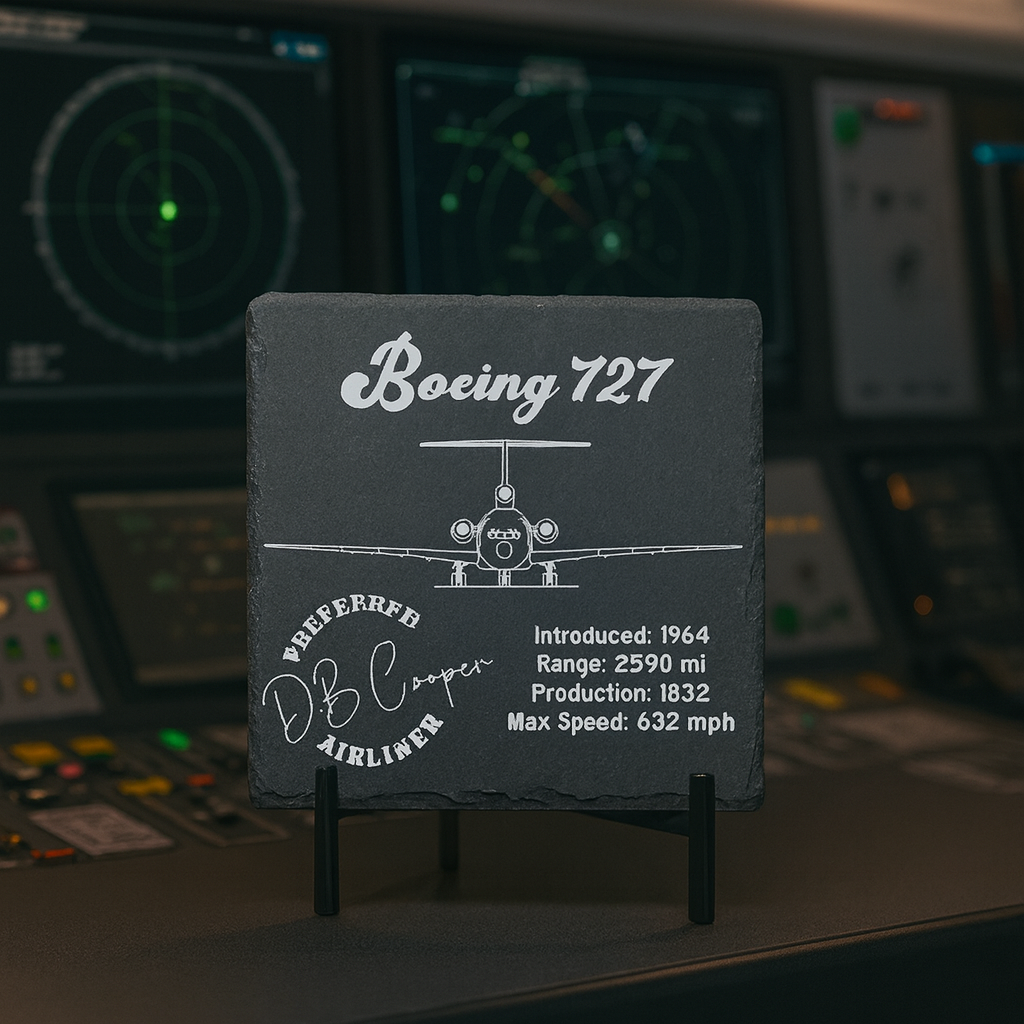 Boeing 727
PREFERRED
D.B Cooper
AIRLINER
Introduced: 1964
Range: 2590 mi
Production: 1832
Max Speed: 632 mph